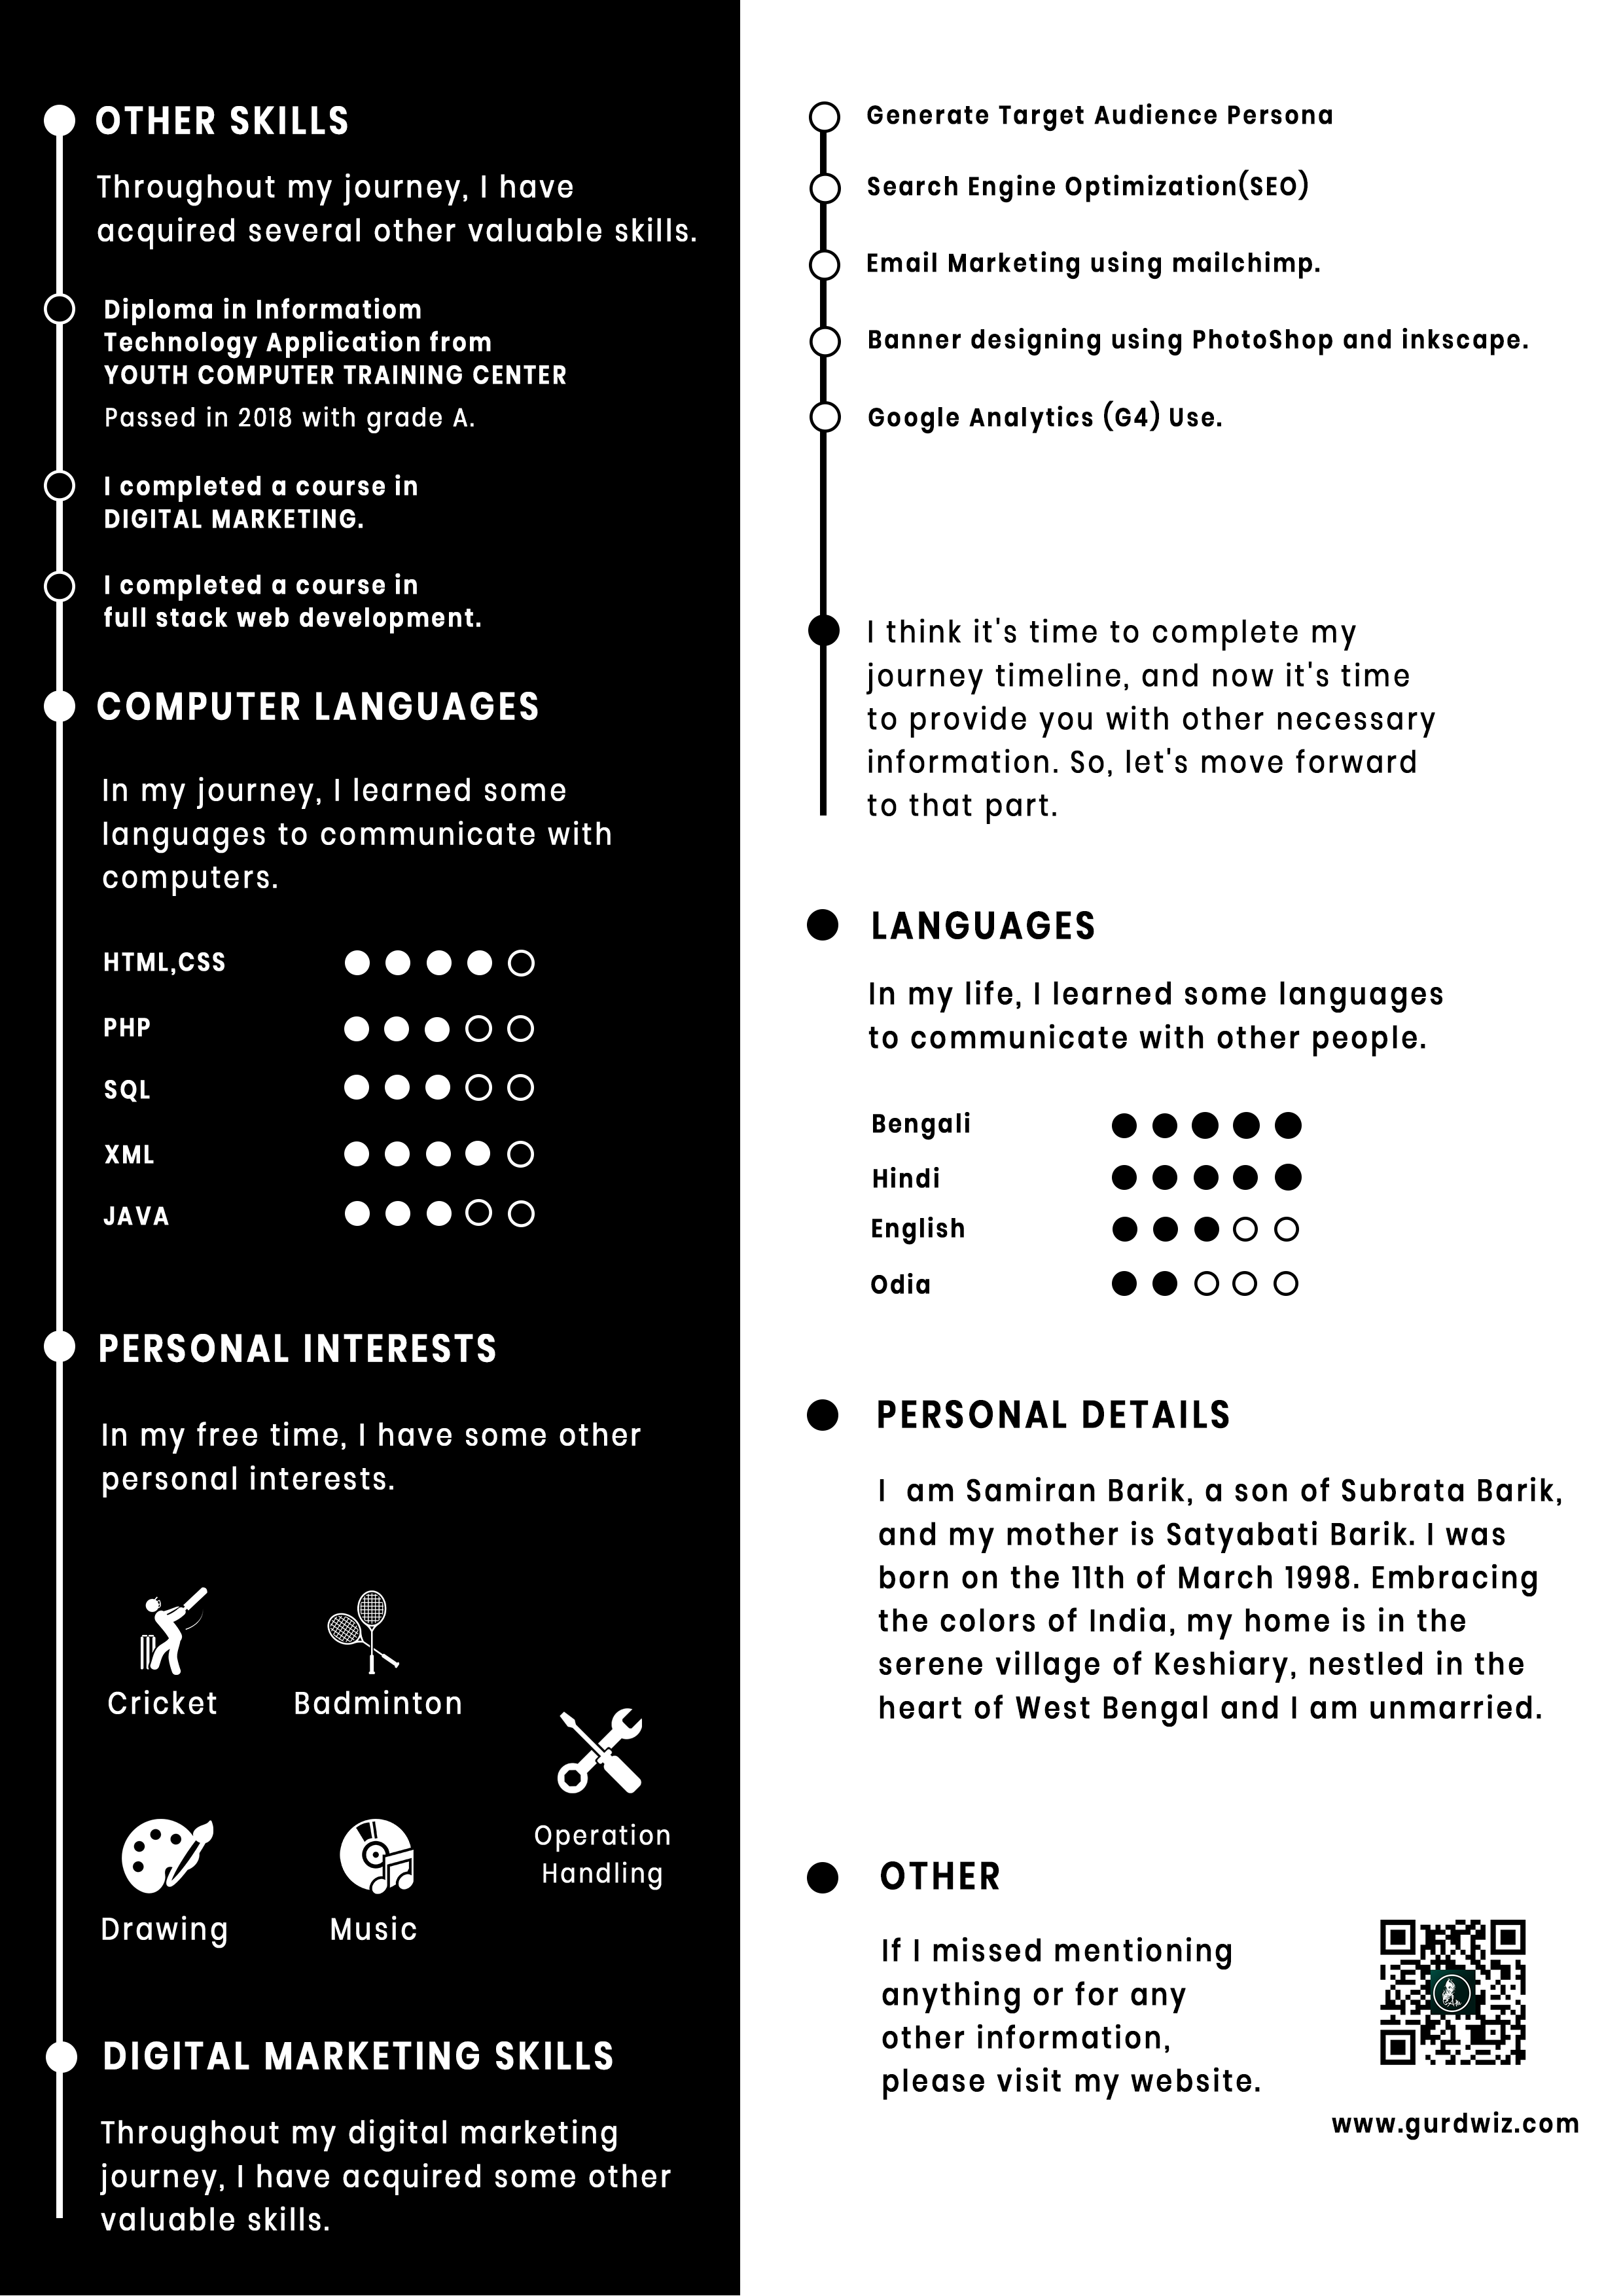 OTHER SKILLS
Throughout my journey, I have
acquired several other valuable skills.
Diploma in Informatiom
Technology Application from
YOUTH COMPUTER TRAINING CENTER
Passed in 2018 with grade A.
I completed a course in
DIGITAL MARKETING.
I completed a course in
full stack web development.
COMPUTER LANGUAGES
In my journey, I learned some
languages to communicate with
computers.
HTML,CSS
PHP
SQL
XML
JAVA
PERSONAL INTERESTS
In my free time, I have some other
personal interests.
Cricket
Badminton
Operation
Handling
Drawing
Music
DIGITAL MARKETING SKILLS
Throughout my digital marketing
journey, I have acquired some other
valuable skills.
Generate Target Audience Persona
Search Engine Optimization(SEO)
Email Marketing using mailchimp.
Banner designing using PhotoShop and inkscape.
Google Analytics (G4) Use.
I think it's time to complete my
journey timeline, and now it's time
to provide you with other necessary
information. So, let's move forward
to that part.
LANGUAGES
In my life, I learned some languages
to communicate with other people.
Bengali
Hindi
English
Odia
PERSONAL DETAILS
I am Samiran Barik, a son of Subrata Barik,
and my mother is Satyabati Barik. I was
born on the 11th of March 1998. Embracing
the colors of India, my home is in the
serene village of Keshiary, nestled in the
heart of West Bengal and I am unmarried.
OTHER
If I missed mentioning
anything or for any
other information,
please visit my website.
www.gurdwiz.com